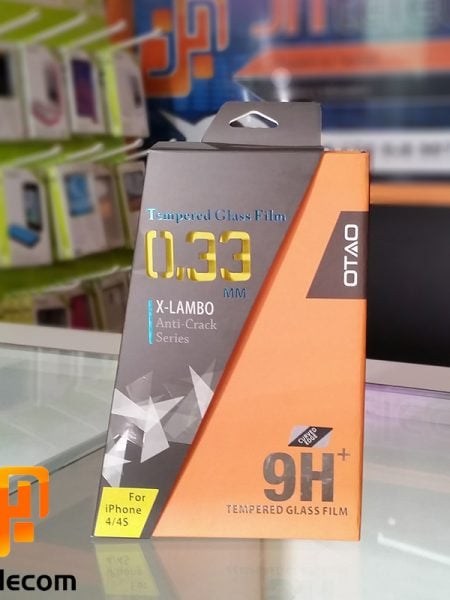 Tempered Glass Film
0.33
MM
X-LAMBO
Anti-Crack
Series
OTAO
CURVED
EDGE
9H+
TEMPERED GLASS FILM
For
iPhone
4/4S
lecom